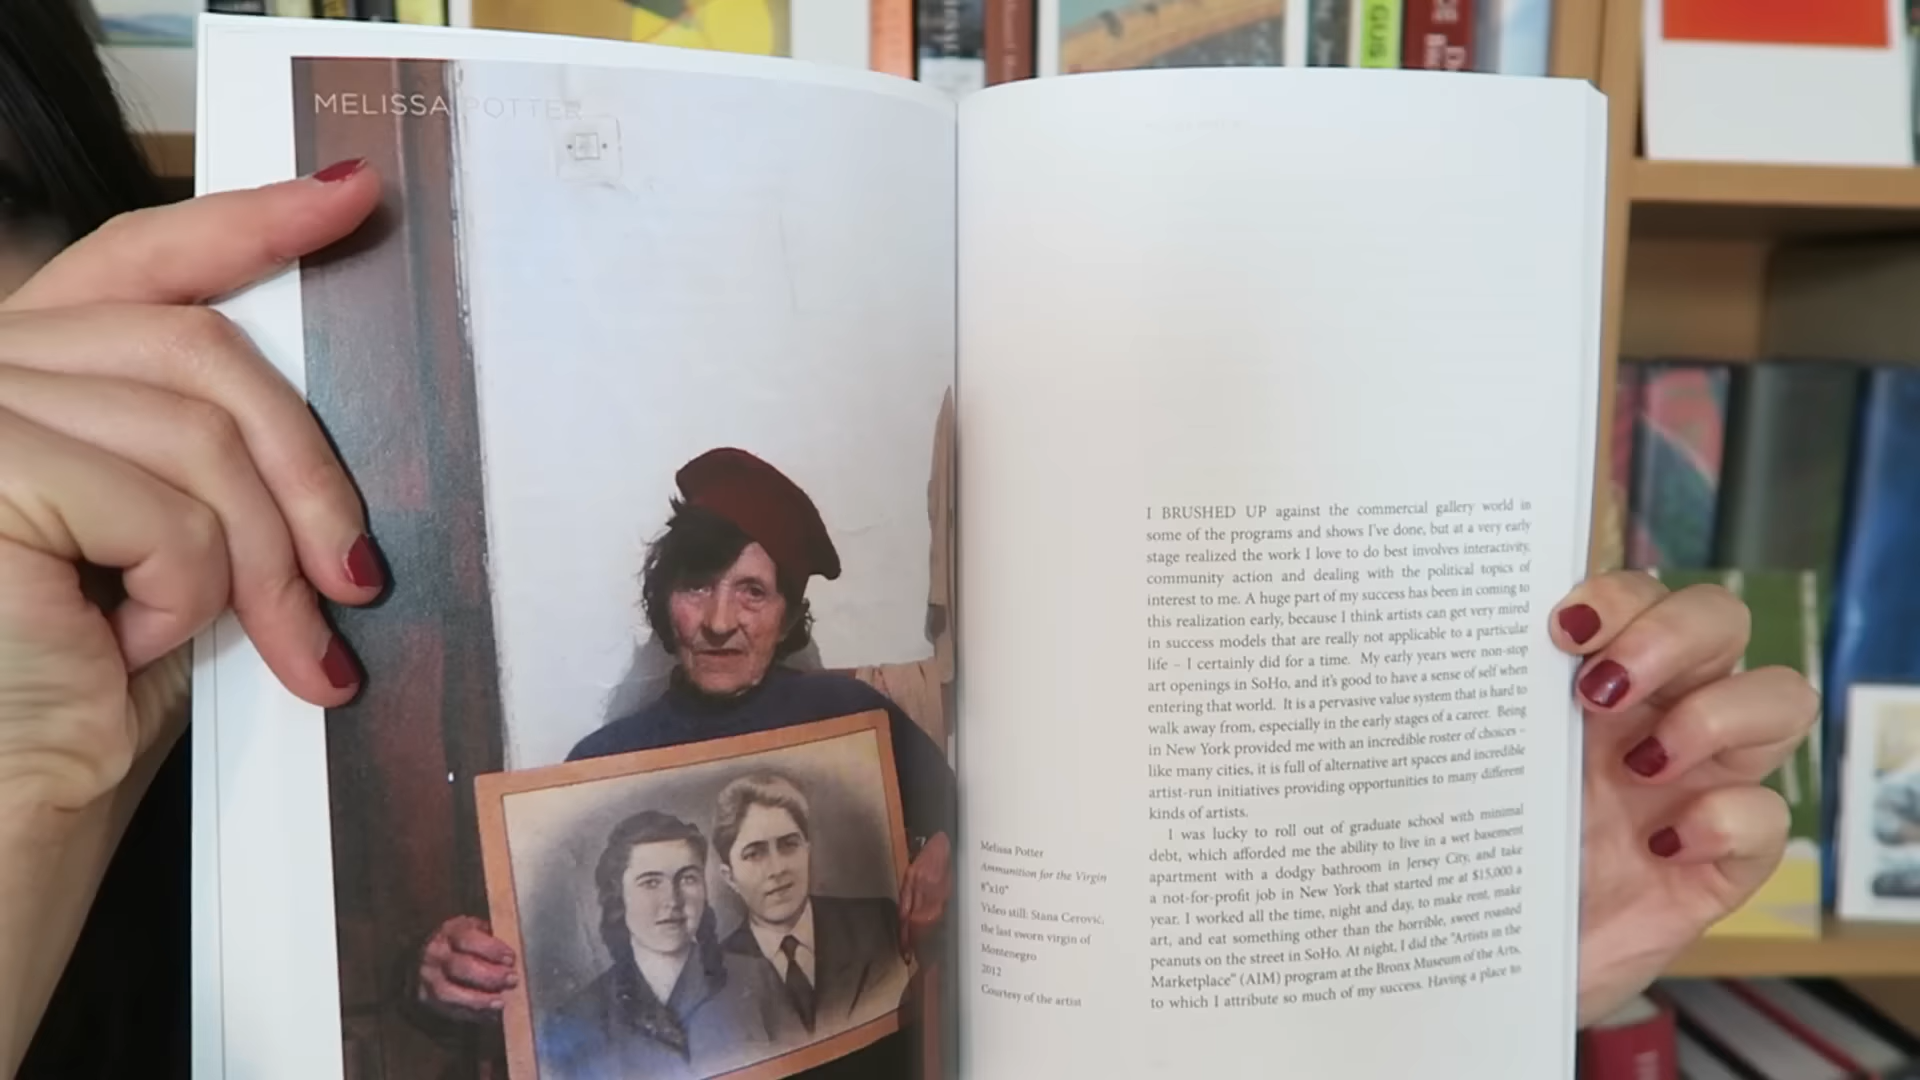 GUS
MELISSA POTTER
I BRUSHED UP against the commercial gallery world in
some of the programs and shows I've done, but at a very early
stage realized the work I love to do best involves interactivity,
community action and dealing with the political topics of
interest to me. A huge part of my success has been in coming to
this realization early, because I think artists can get very mired
in success models that are really not applicable to a particular
life – I certainly did for a time. My early years were non-stop
art openings in SoHo, and it's good to have a sense of self when
entering that world. It is a pervasive value system that is hard to
walk away from, especially in the early stages of a career. Being
in New York provided me with an incredible roster of choices –
like many cities, it is full of alternative art spaces and incredible
artist-run initiatives providing opportunities to many different
kinds of artists.
I was lucky to roll out of graduate school with minimal
debt, which afforded me the ability to live in a wet basement
apartment with a dodgy bathroom in Jersey City, and take
a not-for-profit job in New York that started me at $15,000 a
year. I worked all the time, night and day, to make rent, make
art, and eat something other than the horrible, sweet roasted
peanuts on the street in SoHo. At night, I did the "Artists in the
Marketplace" (AIM) program at the Bronx Museum of the Arts,
to which I attribute so much of my success. Having a place to
Melissa Potter
Ammunition for the Virgin
8"x10"
Video still: Stana Cerovic,
the last sworn virgin of
Montenegro
2012
Courtesy of the artist